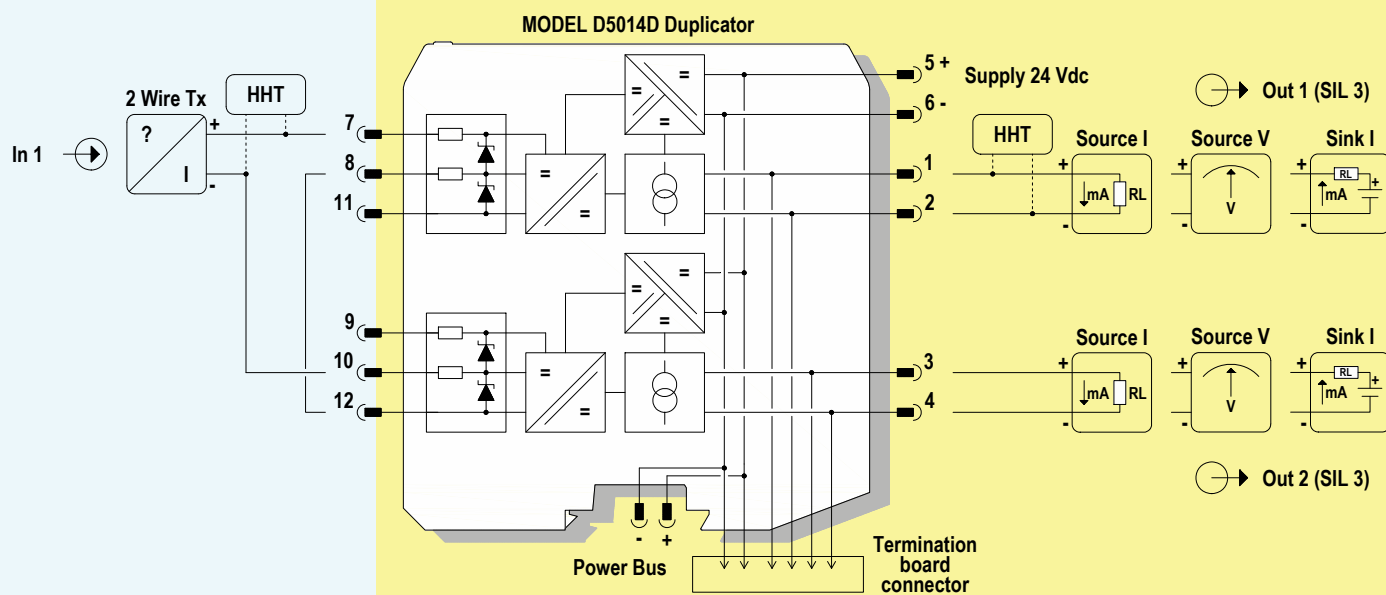 MODEL D5014D Duplicator
In 1
2 Wire Tx
?
I
+
-
HHT
7
8
11
9
10
12
=
=
=
=
=
=
=
=
=
=
5 +
6 -
Supply 24 Vdc
1
2
3
4
HHT
Out 1 (SIL 3)
Source I
+
mA
RL
-
Source V
+
V
-
Sink I
+
RL
+
mA
-
Source I
+
mA
RL
-
Source V
+
V
-
Sink I
+
RL
+
mA
-
Out 2 (SIL 3)
- +
Power Bus
Termination
board
connector